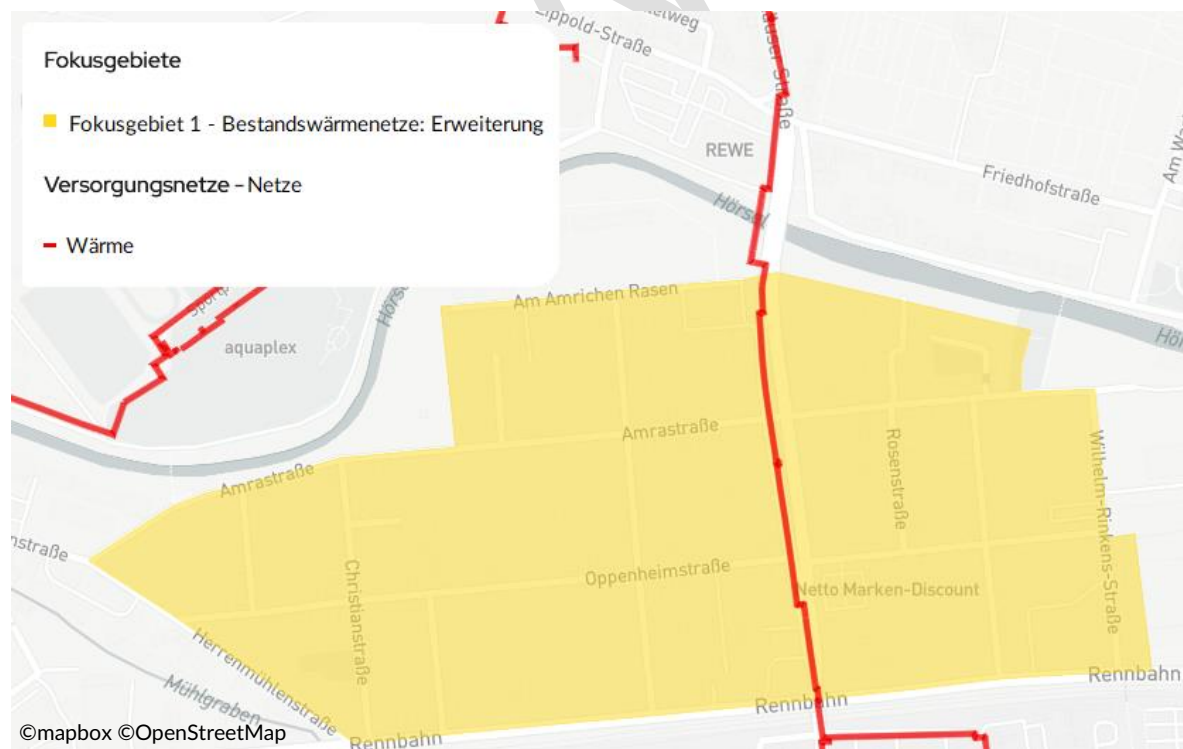 Fokusgebiete
Fokusgebiet 1 - Bestandswärmenetze: Erweiterung
Versorgungsnetze – Netze
Wärme
Zippold-Straße
REWE
Friedhofstraße
Hörsel
Am Amrichen Rasen
aquaplex
Amrastraße
Amrastraße
Rosenstraße
Wilhelm-Rinkens-Straße
Oppenheimstraße
Christianstraße
Netto Marken-Discount
Herrenmühlenstraße
Mühlgraben
Rennbahn
Rennbahn
Rennbahn
©mapbox ©OpenStreetMap